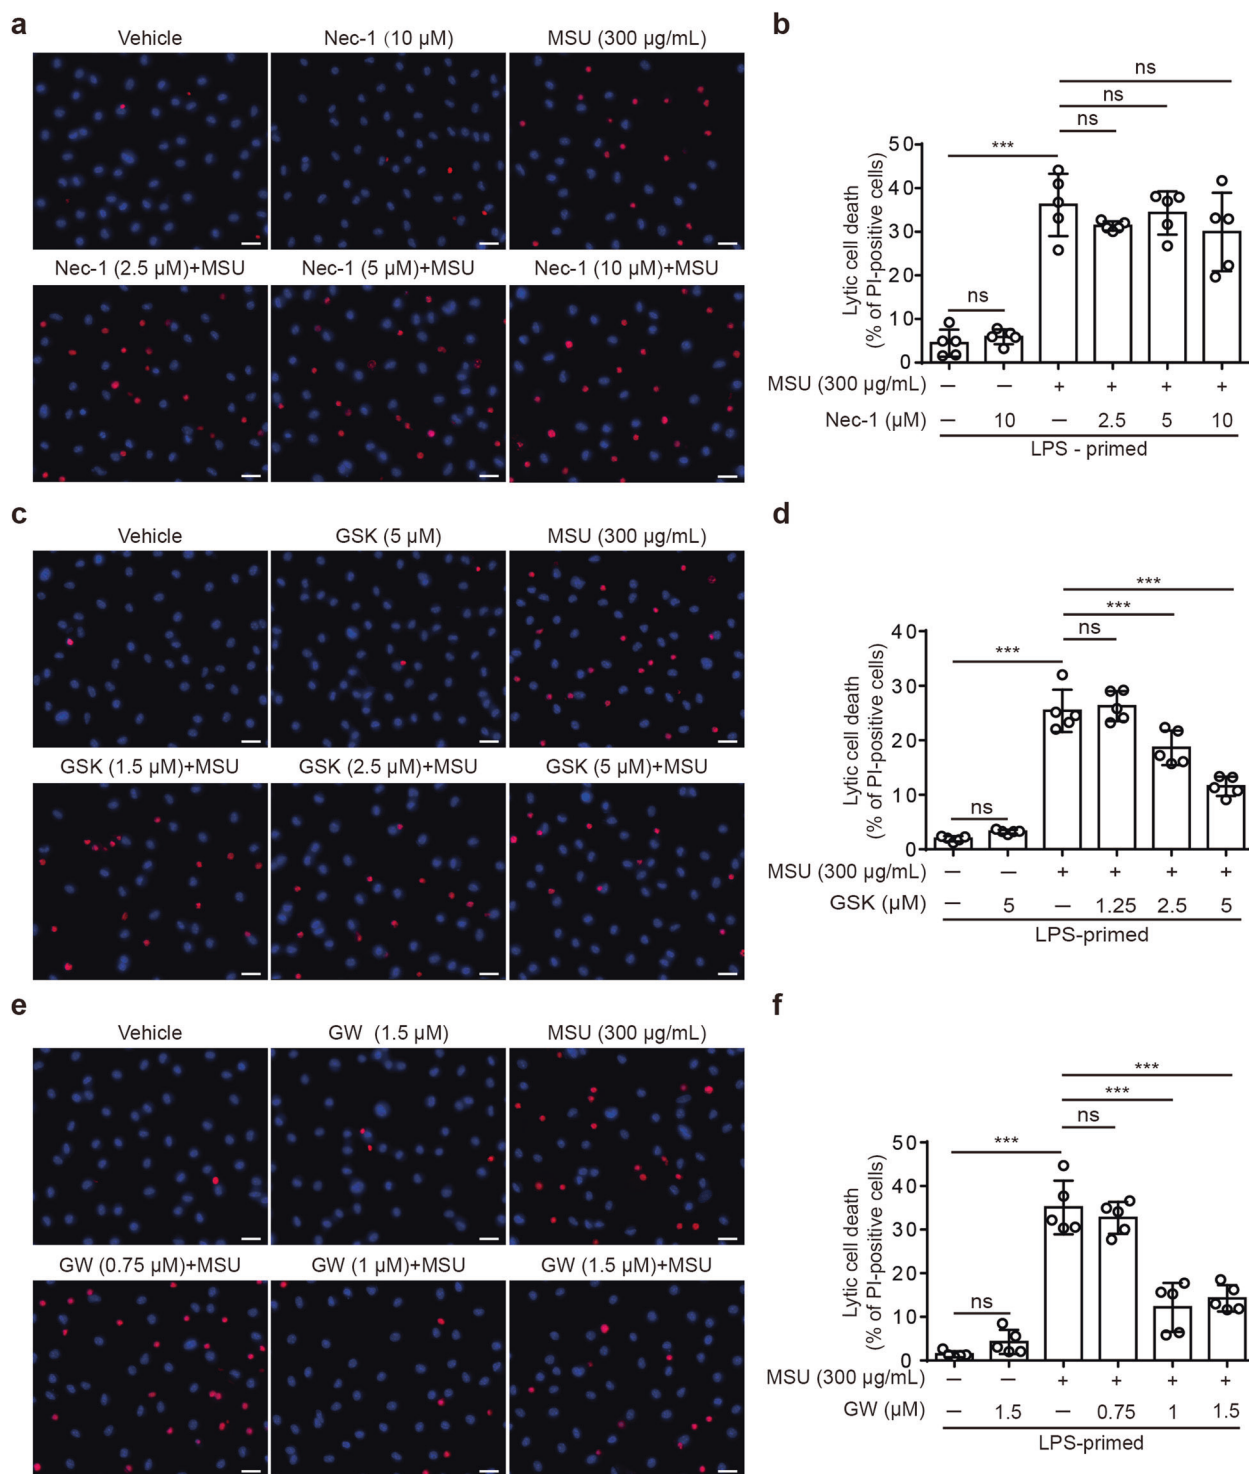 a
Vehicle
Nec-1 (10 µM)
MSU (300 µg/mL)
Nec-1 (2.5 µM)+MSU
Nec-1 (5 µM)+MSU
Nec-1 (10 µM)+MSU
b
ns
ns
ns
***
ns
Lytic cell death
(% of PI-positive cells)
50
40
30
20
10
0
MSU (300 µg/mL) — — + + + +
Nec-1 (µM) — 10 — 2.5 5 10
LPS - primed
c
Vehicle
GSK (5 µM)
MSU (300 µg/mL)
GSK (1.5 µM)+MSU
GSK (2.5 µM)+MSU
GSK (5 µM)+MSU
d
***
***
ns
***
ns
Lytic cell death
(% of PI-positive cells)
40
30
20
10
0
MSU (300 µg/mL) — — + + + +
GSK (µM) — 5 — 1.25 2.5 5
LPS-primed
e
Vehicle
GW (1.5 µM)
MSU (300 µg/mL)
GW (0.75 µM)+MSU
GW (1 µM)+MSU
GW (1.5 µM)+MSU
f
***
***
ns
***
ns
Lytic cell death
(% of PI-positive cells)
50
40
30
20
10
0
MSU (300 µg/mL) — — + + + +
GW (µM) — 1.5 — 0.75 1 1.5
LPS-primed